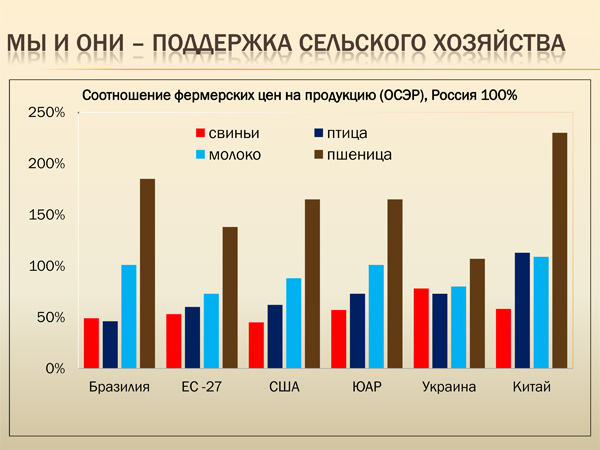 МЫ И ОНИ – ПОДДЕРЖКА СЕЛЬСКОГО ХОЗЯЙСТВА
Соотношение фермерских цен на продукцию (ОСЭР), Россия 100%
250%
свиньи птица
молоко пшеница
200%
150%
100%
50%
0%
Бразилия ЕС -27 США ЮАР Украина Китай